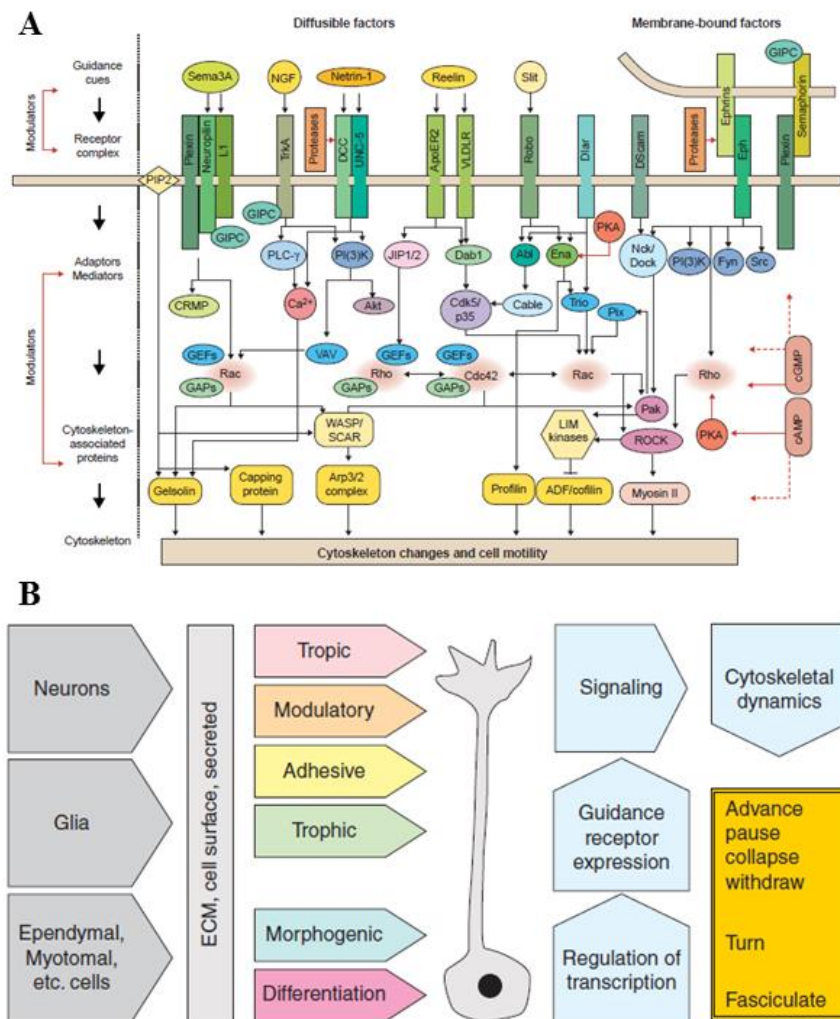 A
Diffusible factors
Membrane-bound factors
Guidance
cues
Modulators
Receptor
complex
Adaptors
Mediators
Modulators
Cytoskeleton-
associated
proteins
Cytoskeleton
Sema3A
NGF
Netrin-1
Reelin
Slit
GIPC
Ephrins
Semaphorin
Plexin
Neuropilin
L1
TrkA
Proteases
DCC
UNC-5
ApoER2
VLDLR
Robo
Dlar
DScam
Proteases
Eph
Plexin
PIP2
GIPC
GIPC
PLC-γ
PI(3)K
JIP1/2
Dab1
Abl
Ena
PKA
Nck/
Dock
PI(3)K
Fyn
Src
CRMP
Ca2+
Akt
Cdk5/
p35
Cable
Trio
Pix
GEFs
Rac
GAPs
VAV
GEFs
Rho
GAPs
GEFs
Cdc42
GAPs
Rac
Pak
Rho
cGMP
cAMP
WASP/
SCAR
LIM
kinases
ROCK
PKA
Gelsolin
Capping
protein
Arp3/2
complex
Profilin
ADF/cofilin
Myosin II
Cytoskeleton changes and cell motility
B
Neurons
Glia
Ependymal,
Myotomal,
etc. cells
ECM, cell surface, secreted
Tropic
Modulatory
Adhesive
Trophic
Morphogenic
Differentiation
Signaling
Guidance
receptor
expression
Regulation of
transcription
Cytoskeletal
dynamics
Advance
pause
collapse
withdraw
Turn
Fasciculate